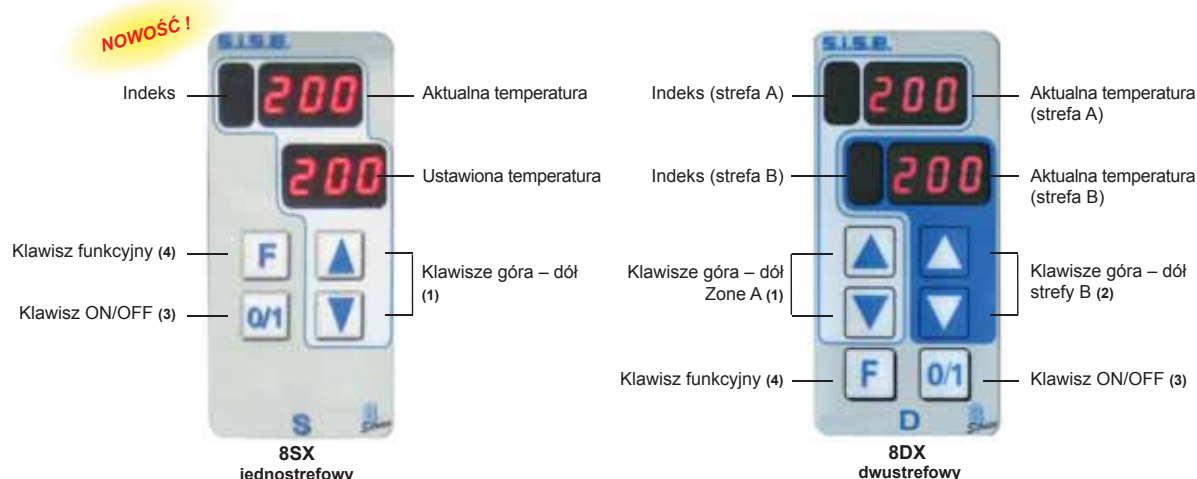 NOWOŚĆ !
S.I.S.E.
Indeks
200
Aktualna temperatura
200
Ustawiona temperatura
Klawisz funkcyjny (4)
F
Klawisze góra – dół
(1)
Klawisz ON/OFF (3)
0/1
S
8SX
jednostrefowy
S.I.S.E.
Indeks (strefa A)
200
Aktualna temperatura
(strefa A)
Indeks (strefa B)
200
Aktualna temperatura
(strefa B)
Klawisze góra – dół
Zone A (1)
Klawisze góra – dół
strefy B (2)
Klawisz funkcyjny (4)
F
0/1
Klawisz ON/OFF (3)
D
8DX
dwustrefowy